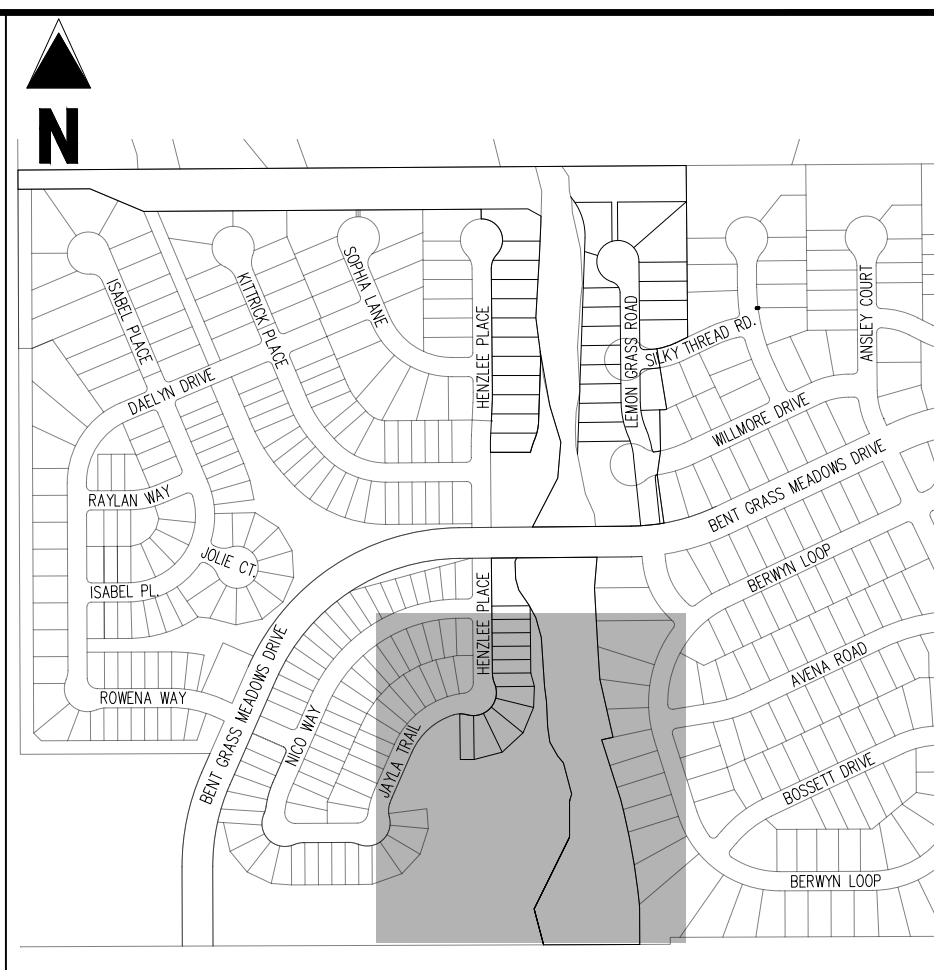 N
ISABEL PLACE
KITTRICK PLACE
SOPHIA LANE
HENZLEE PLACE
LEMON GRASS ROAD
SILKY THREAD RD.
ANSLEY COURT
DAELYN DRIVE
WILLMORE DRIVE
BENT GRASS MEADOWS DRIVE
RAYLAN WAY
JOLIE CT.
ISABEL PL.
BERWYN LOOP
HENZLEE PLACE
BENT GRASS MEADOWS DRIVE
AVENA ROAD
ROWENA WAY
NICO WAY
JAYLA TRAIL
BOSSETT DRIVE
BERWYN LOOP